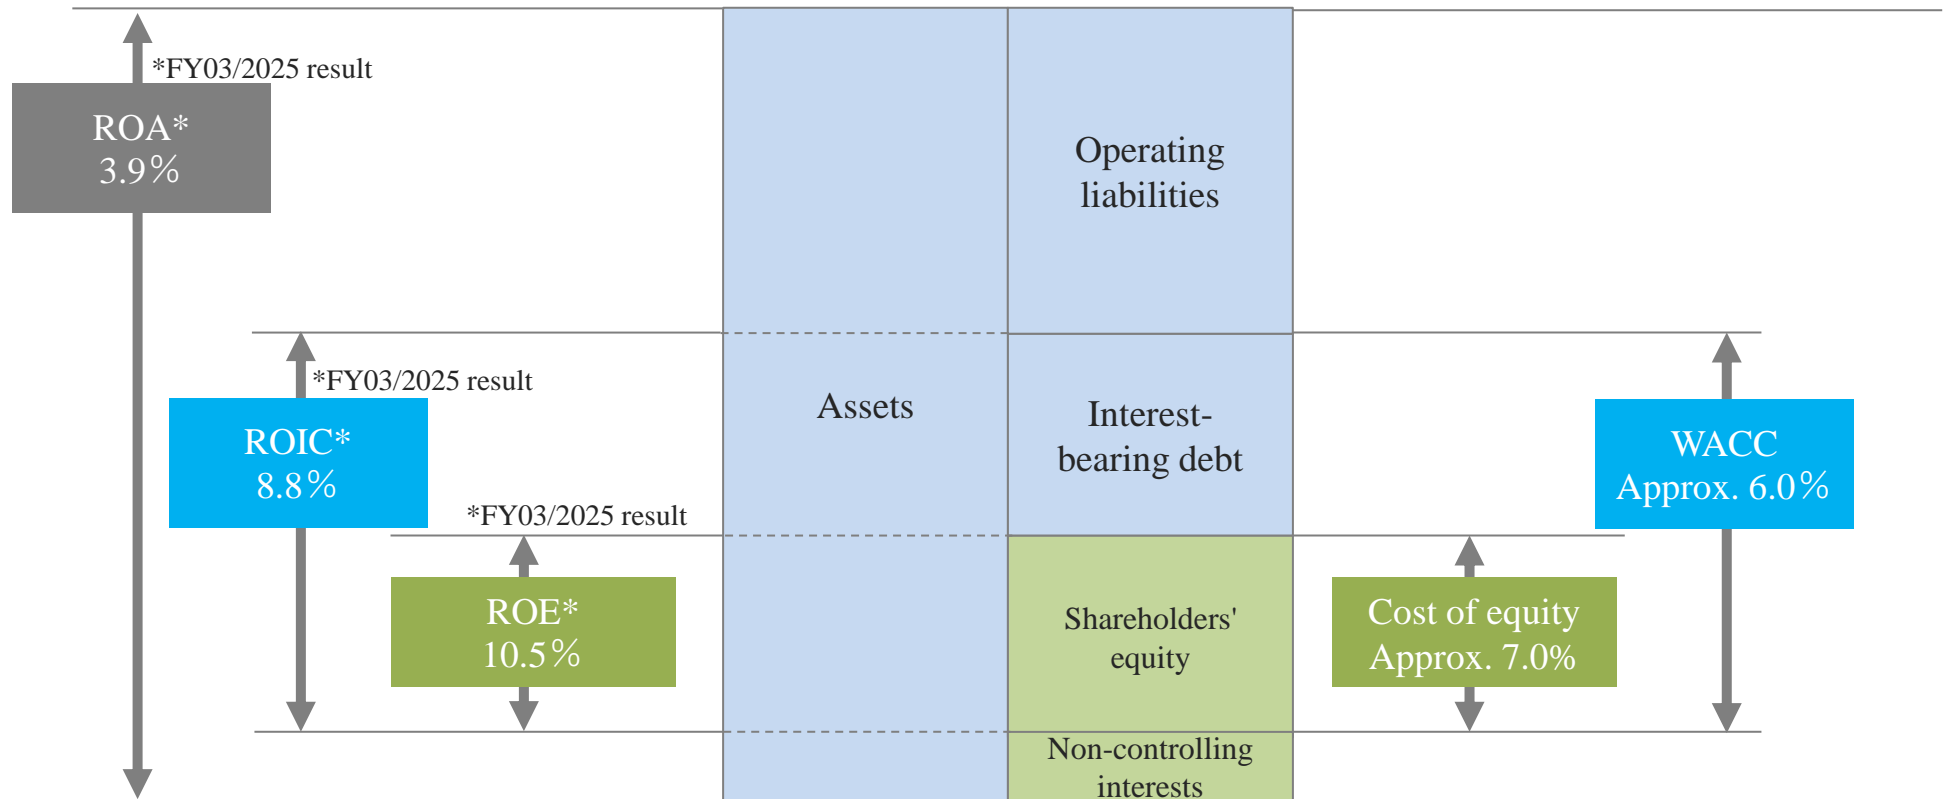 *FY03/2025 result
ROA*
3.9％
Operating
liabilities
*FY03/2025 result
ROIC*
8.8％
Assets
Interest-
bearing debt
WACC
Approx. 6.0％
*FY03/2025 result
ROE*
10.5％
Shareholders'
equity
Cost of equity
Approx. 7.0%
Non-controlling
interests